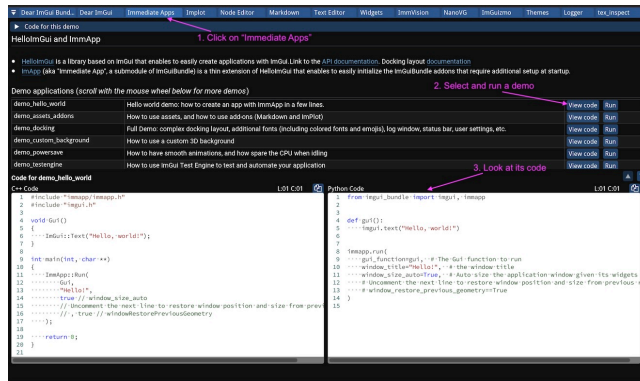 Dear ImGui Bund... Dear ImGui Immediate Apps Implot Node Editor Markdown Text Editor Widgets ImmVision NanoVG ImGuizmo Themes Logger tex_inspect
Code for this demo
HelloImGui and ImmApp
1. Click on "Immediate Apps"
HelloImGui is a library based on ImGui that enables to easily create applications with ImGui.Link to the API documentation. Docking layout documentation
ImApp (aka "Immediate App", a submodule of ImGuiBundle) is a thin extension of HelloImGui that enables to easily initialize the ImGuiBundle addons that require additional setup at startup.
2. Select and run a demo
Demo applications (scroll with the mouse wheel below for more demos)
demo_hello_world Hello world demo: how to create an app with ImmApp in a few lines. View code Run
demo_assets_addons How to use assets, and how to use add-ons (Markdown and ImPlot) View code Run
demo_docking Full Demo: complex docking layout, additional fonts (including colored fonts and emojis), log window, status bar, user settings, etc. View code Run
demo_custom_background How to use a custom 3D background View code Run
demo_powersave How to have smooth animations, and how spare the CPU when idling View code Run
demo_testengine How to use ImGui Test Engine to test and automate your application View code Run
Code for demo_hello_world
3. Look at its code
C++ Code L:01 C:01 Python Code L:01 C:01
1 #include "immapp/immapp.h"
2 #include "imgui.h"
3
4 void Gui()
5 {
6 ····ImGui::Text("Hello, world!");
7 }
8
9 int main(int, char **)
10 {
11 ····ImmApp::Run(
12 ········Gui,
13 ········"Hello!",
14 ········true // window_size_auto
15 ········// Uncomment the next line to restore window position and size from previ
16 ········// , true // windowRestorePreviousGeometry
17 ····);
18
19 ····return 0;
20 }
21
1 from imgui_bundle import imgui, immapp
2
3
4 def gui():
5 ····imgui.text("Hello, world!")
6
7
8 immapp.run(
9 ····gui_function=gui, # The Gui function to run
10 ····window_title="Hello!", # the window title
11 ····window_size_auto=True, # Auto size the application window given its widgets
12 ····# Uncomment the next line to restore window position and size from previous
13 ····# window_restore_previous_geometry==True
14 )
15